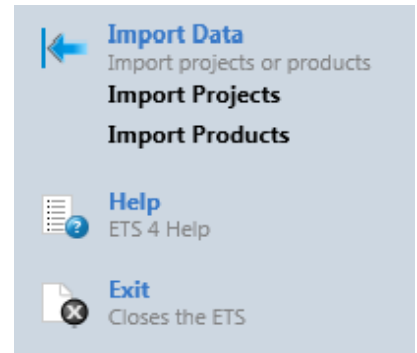 Import Data
Import projects or products
Import Projects
Import Products
Help
ETS 4 Help
Exit
Closes the ETS